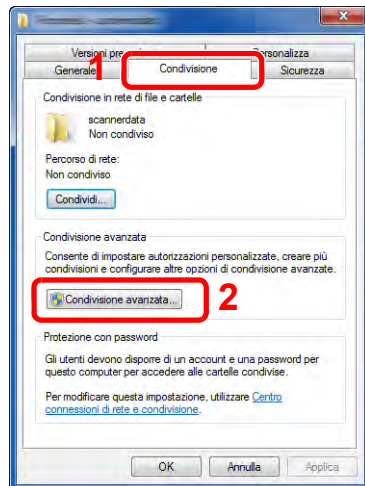 Versioni pre
Personalizza
Generale
1
Condivisione
Sicurezza
Condivisione in rete di file e cartelle
scannerdata
Non condiviso
Percorso di rete:
Non condiviso
Condividi...
Condivisione avanzata
Consente di impostare autorizzazioni personalizzate, creare più
condivisioni e configurare altre opzioni di condivisione avanzate.
Condivisione avanzata...
2
Protezione con password
Gli utenti devono disporre di un account e una password per
questo computer per accedere alle cartelle condivise.
Per modificare questa impostazione, utilizzare Centro
connessioni di rete e condivisione.
OK
Annulla
Applica